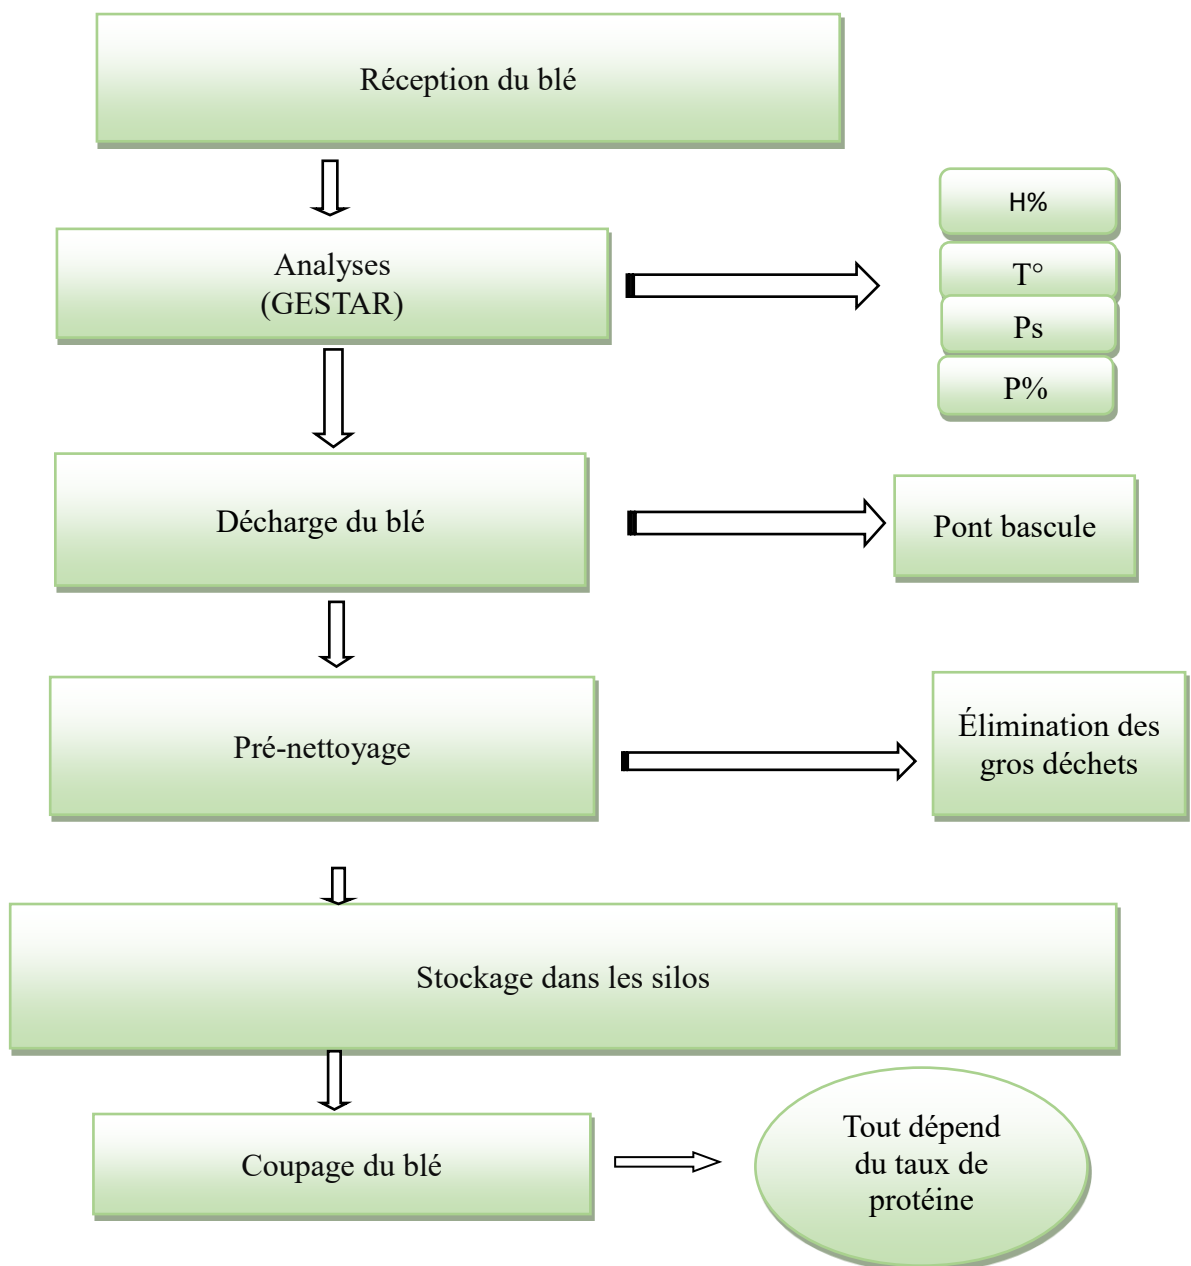 Réception du blé
Analyses
(GESTAR)
H%
T°
Ps
P%
Décharge du blé
Pont bascule
Pré-nettoyage
Élimination des
gros déchets
Stockage dans les silos
Coupage du blé
Tout dépend
du taux de
protéine